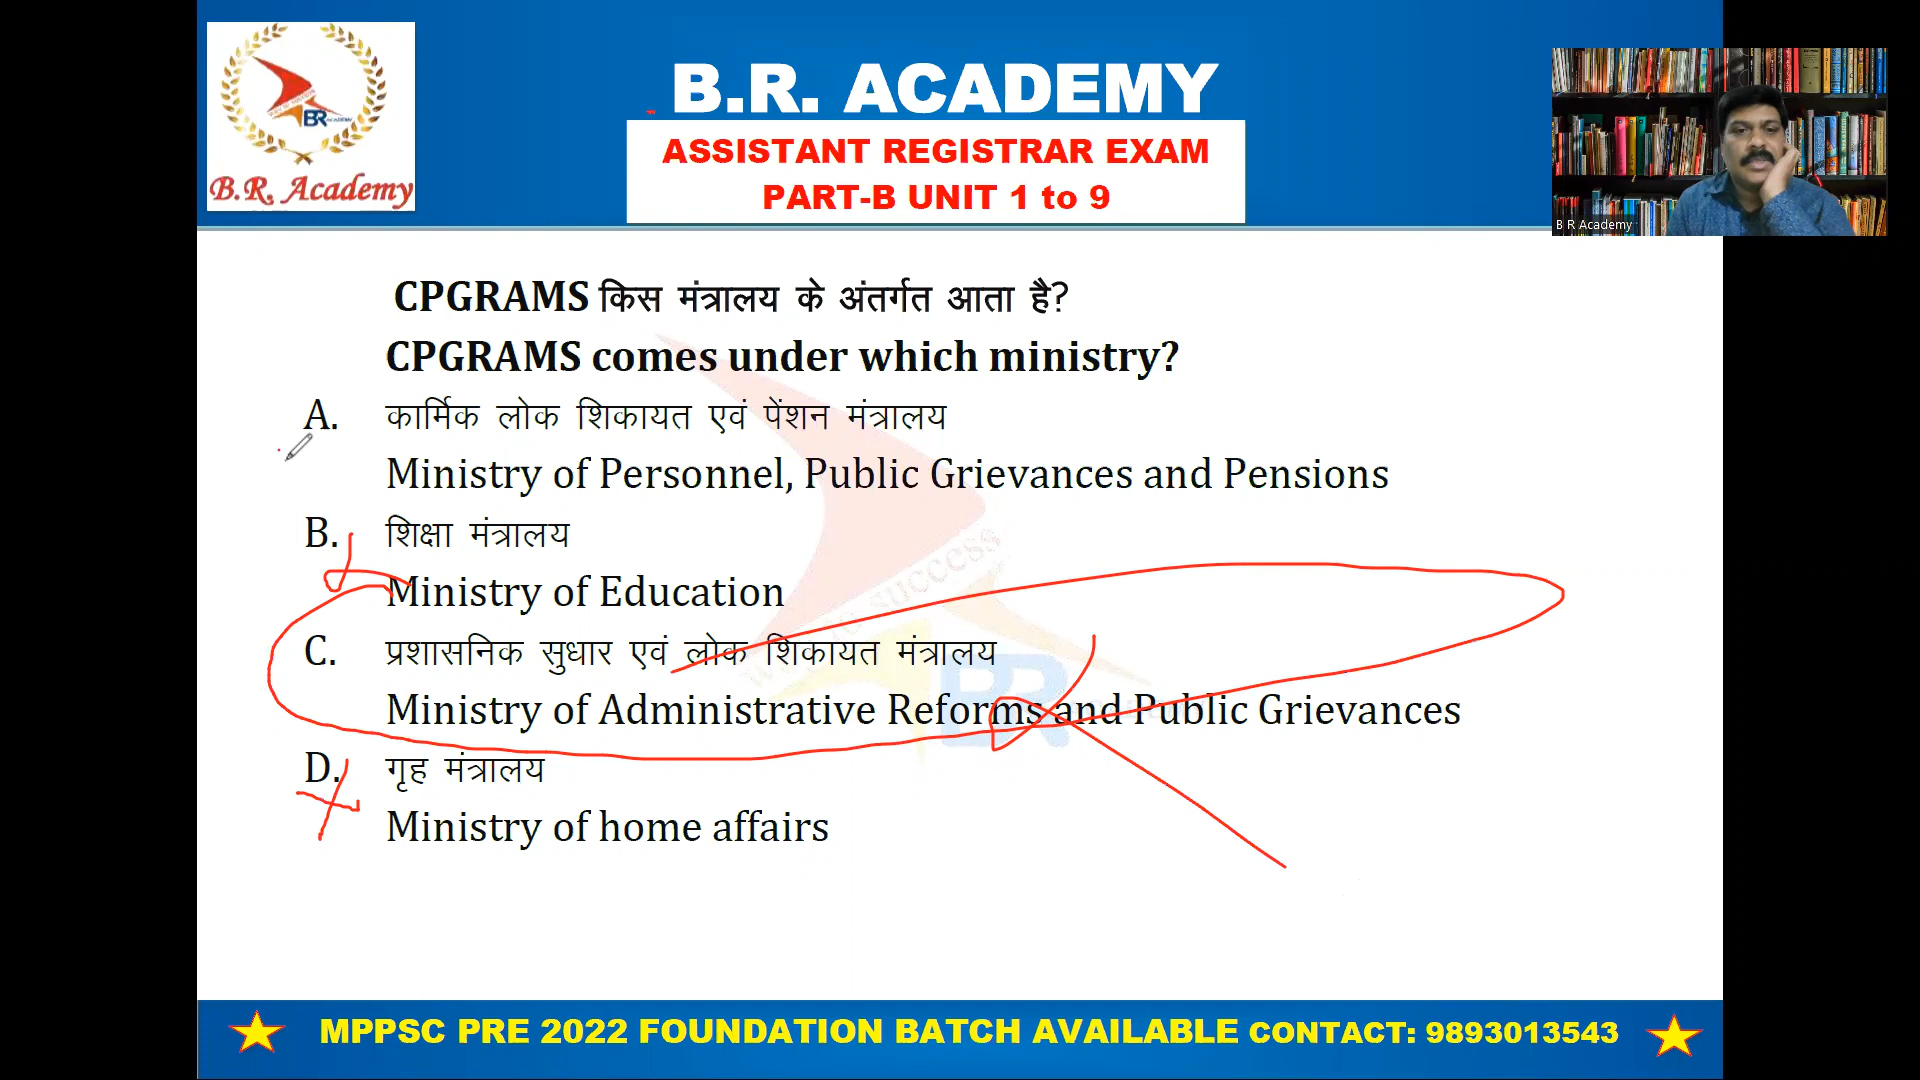 B.R. ACADEMY
ASSISTANT REGISTRAR EXAM
PART-B UNIT 1 to 9
BR
B.R. Academy
B R Academy
CPGRAMS किस मंत्रालय के अंतर्गत आता है?
CPGRAMS comes under which ministry?
A. कार्मिक लोक शिकायत एवं पेंशन मंत्रालय
Ministry of Personnel, Public Grievances and Pensions
B. शिक्षा मंत्रालय
Ministry of Education
C. प्रशासनिक सुधार एवं लोक शिकायत मंत्रालय
Ministry of Administrative Reforms and Public Grievances
D. गृह मंत्रालय
Ministry of home affairs
success
BR
MPPSC PRE 2022 FOUNDATION BATCH AVAILABLE CONTACT: 9893013543